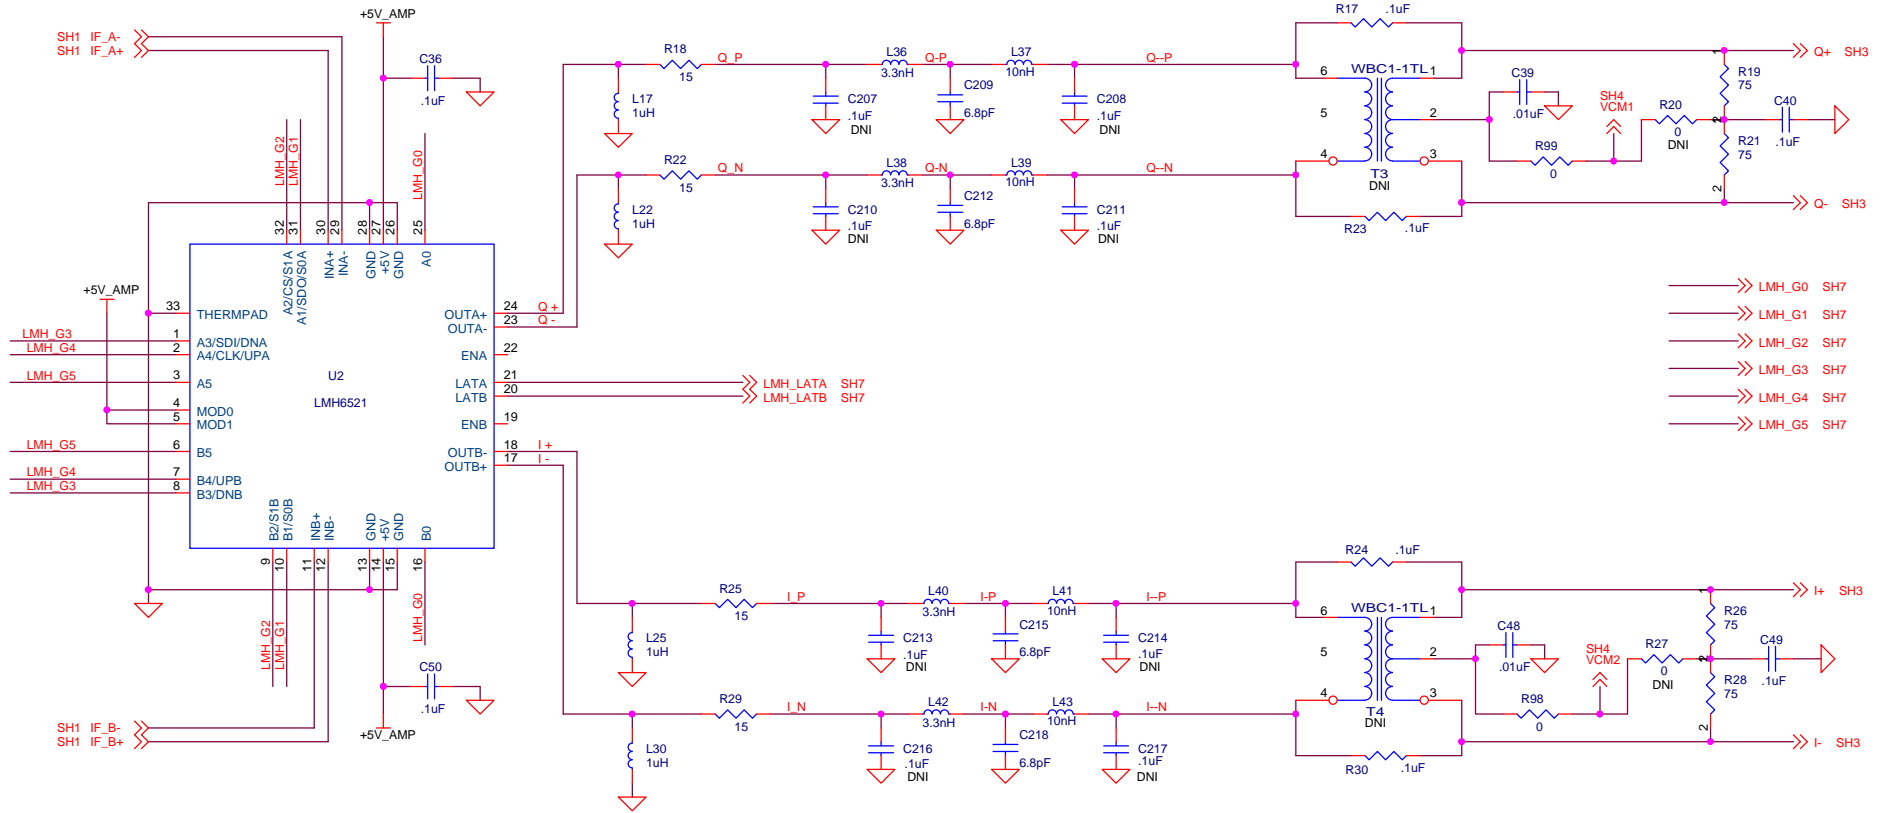 +5V_AMP
SH1 IF_A-
SH1 IF_A+
C36
.1uF
LMH_G2
LMH_G1
LMH_G0
32
31
30
29
28
27
26
25
A2/CS/S1A
A1/SDO/S0A
INA+
INA-
GND
+5V
GND
A0
+5V_AMP
33 THERMPAD
LMH_G3 1 A3/SDI/DNA
LMH_G4 2 A4/CLK/UPA
LMH_G5 3 A5
4 MOD0
5 MOD1
LMH_G5 6 B5
LMH_G4 7 B4/UPB
LMH_G3 8 B3/DNB
U2
LMH6521
OUTA+ 24 Q +
OUTA- 23 Q -
ENA 22
LATA 21 LMH_LATA SH7
LATB 20 LMH_LATB SH7
ENB 19
OUTB- 18 I +
OUTB+ 17 I -
B2/S1B
B1/S0B
INB+
INB-
GND
+5V
GND
B0
9
10
11
12
13
14
15
16
LMH_G2
LMH_G1
LMH_G0
C50
.1uF
+5V_AMP
SH1 IF_B-
SH1 IF_B+
R18
15
L17
1uH
Q_P
C207
.1uF
DNI
L36
3.3nH
Q-P
C209
6.8pF
L37
10nH
C208
.1uF
DNI
Q--P
R22
15
L22
1uH
Q_N
C210
.1uF
DNI
L38
3.3nH
Q-N
C212
6.8pF
L39
10nH
C211
.1uF
DNI
Q--N
R17 .1uF
WBC1-1TL
6
1
5
2
4
3
T3
DNI
R23 .1uF
C39
.01uF
R99
0
SH4
VCM1
R20
0
DNI
1
R19
75
2
R21
75
2
C40
.1uF
Q+ SH3
Q- SH3
LMH_G0 SH7
LMH_G1 SH7
LMH_G2 SH7
LMH_G3 SH7
LMH_G4 SH7
LMH_G5 SH7
R25
15
L25
1uH
I_P
C213
.1uF
DNI
L40
3.3nH
I-P
C215
6.8pF
L41
10nH
C214
.1uF
DNI
I--P
R29
15
L30
1uH
I_N
C216
.1uF
DNI
L42
3.3nH
I-N
C218
6.8pF
L43
10nH
C217
.1uF
DNI
I--N
R24 .1uF
WBC1-1TL
6
1
5
2
4
3
T4
DNI
R30 .1uF
C48
.01uF
R98
0
SH4
VCM2
R27
0
DNI
1
R26
75
2
R28
75
2
C49
.1uF
I+ SH3
I- SH3